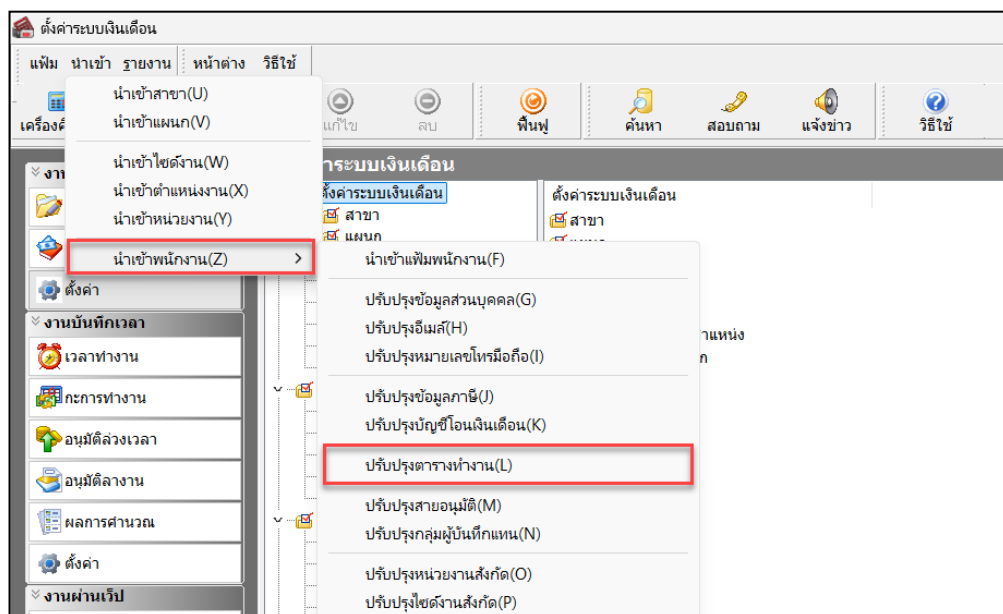 ตั้งค่าระบบเงินเดือน
แฟ้ม นำเข้า รายงาน หน้าต่าง วิธีใช้
แก้ไข ลบ ฟื้นฟู ค้นหา สอบถาม แจ้งข่าว วิธีใช้
นำเข้าสาขา(U)
นำเข้าแผนก(V)
นำเข้าไซด์งาน(W)
นำเข้าตำแหน่งงาน(X)
นำเข้าหน่วยงาน(Y)
นำเข้าพนักงาน(Z)
ระบบเงินเดือน
ตั้งค่าระบบเงินเดือน
สาขา
แผนก
ตั้งค่าระบบเงินเดือน
สาขา
นำเข้าแฟ้มพนักงาน(F)
ปรับปรุงข้อมูลส่วนบุคคล(G)
ปรับปรุงอีเมล์(H)
ปรับปรุงหมายเลขโทรมือถือ(I)
ปรับปรุงข้อมูลภาษี(J)
ปรับปรุงบัญชีโอนเงินเดือน(K)
ปรับปรุงตารางทำงาน(L)
ปรับปรุงสายอนุมัติ(M)
ปรับปรุงกลุ่มผู้บันทึกแทน(N)
ปรับปรุงหน่วยงานสังกัด(O)
ปรับปรุงไซด์งานสังกัด(P)
ตั้งค่า
งานบันทึกเวลา
เวลาทำงาน
กะการทำงาน
อนุมัติล่วงเวลา
อนุมัติลางาน
ผลการคำนวณ
ตั้งค่า
งานผ่านเว็ป